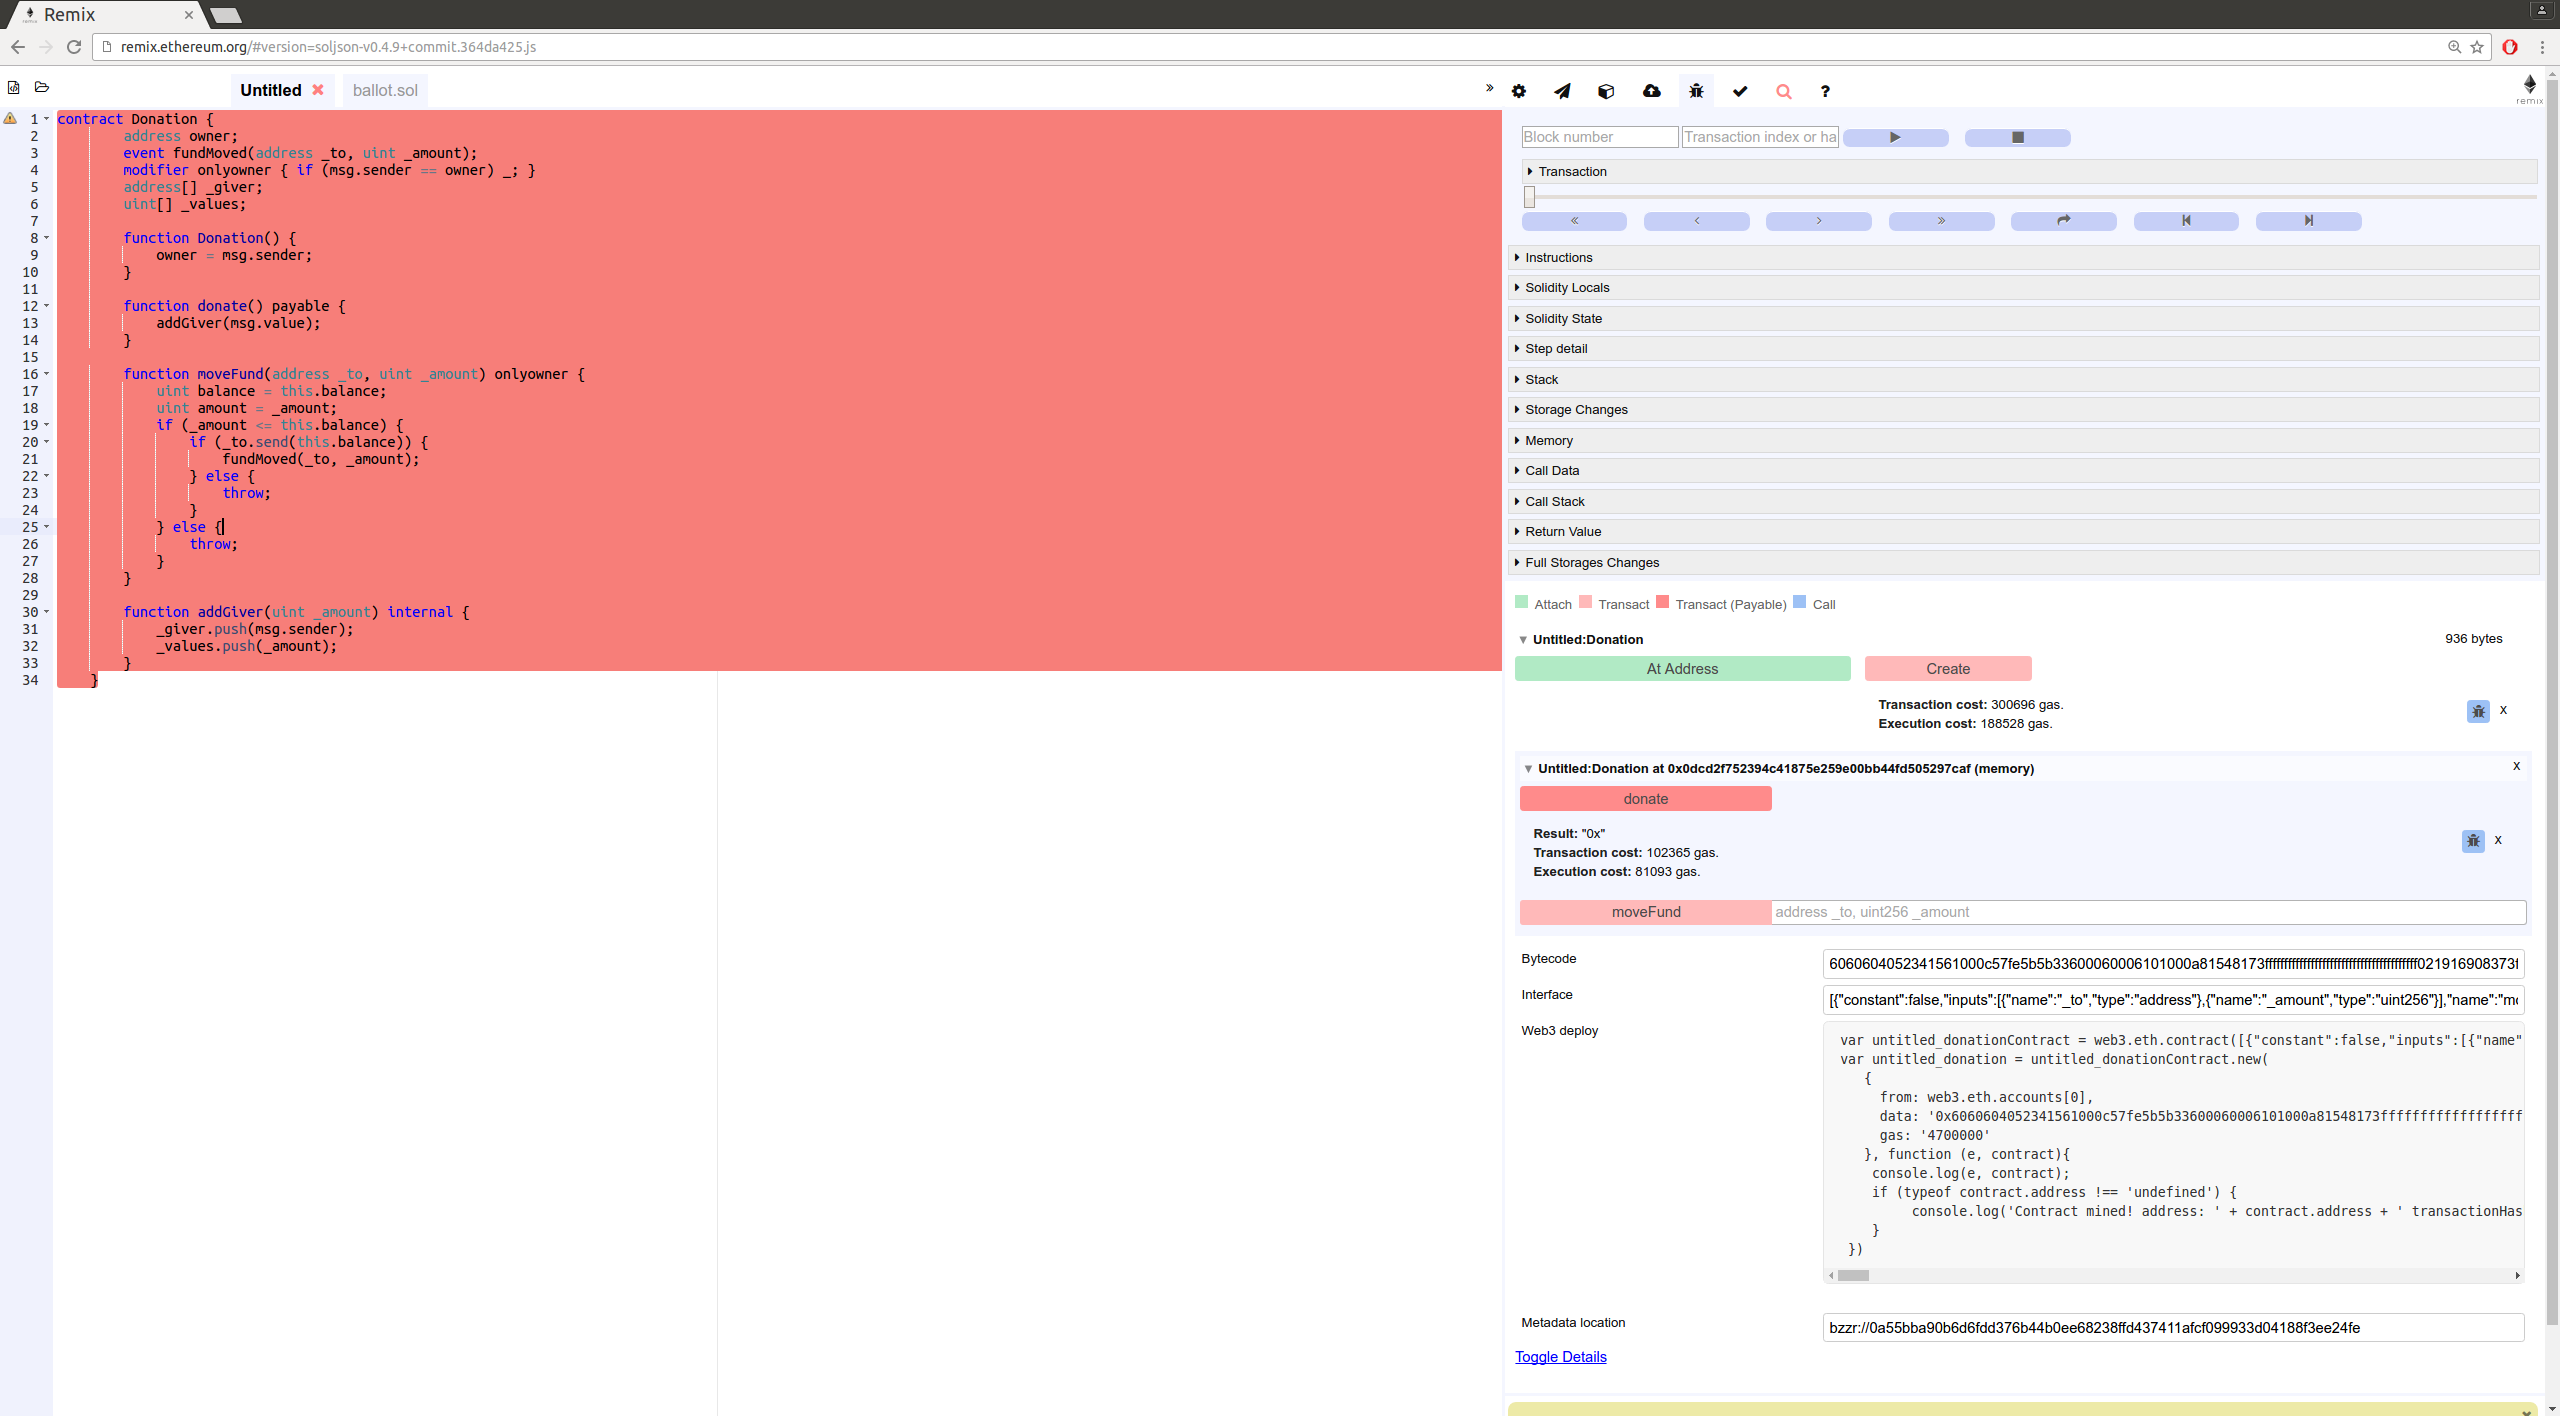 Remix
remix.ethereum.org/#version=soljson-v0.4.9+commit.364da425.js
Untitled
ballot.sol
remix
1 contract Donation {
2 address owner;
3 event fundMoved(address _to, uint _amount);
4 modifier onlyowner { if (msg.sender == owner) _; }
5 address[] _giver;
6 uint[] _values;
7
8 function Donation() {
9 owner = msg.sender;
10 }
11
12 function donate() payable {
13 addGiver(msg.value);
14 }
15
16 function moveFund(address _to, uint _amount) onlyowner {
17 uint balance = this.balance;
18 uint amount = _amount;
19 if (_amount <= this.balance) {
20 if (_to.send(this.balance)) {
21 fundMoved(_to, _amount);
22 } else {
23 throw;
24 }
25 } else {
26 throw;
27 }
28 }
29
30 function addGiver(uint _amount) internal {
31 _giver.push(msg.sender);
32 _values.push(_amount);
33 }
34 }
Block number
Transaction index or ha
Transaction
Instructions
Solidity Locals
Solidity State
Step detail
Stack
Storage Changes
Memory
Call Data
Call Stack
Return Value
Full Storages Changes
Attach Transact Transact (Payable) Call
Untitled:Donation 936 bytes
At Address Create
Transaction cost: 300696 gas.
X
Execution cost: 188528 gas.
Untitled:Donation at 0x0dcd2f752394c41875e259e00bb44fd505297caf (memory) X
donate
Result: "0x"
X
Transaction cost: 102365 gas.
Execution cost: 81093 gas.
moveFund address _to, uint256 _amount
Bytecode
Interface [{"constant":false,"inputs":[{"name":"_to","type":"address"},{"name":"_amount","type":"uint256"}],"name":"mo
Web3 deploy
var untitled_donationContract = web3.eth.contract([{"constant":false,"inputs":[{"name"
var untitled_donation = untitled_donationContract.new(
{
from: web3.eth.accounts[0],
data: '0x6060604052341561000c57fe5b5b33600060006101000a81548173ffffffffffffffffff
gas: '4700000'
}, function (e, contract){
console.log(e, contract);
if (typeof contract.address !== 'undefined') {
console.log('Contract mined! address: ' + contract.address + ' transactionHas
}
})
Metadata location bzzr://0a55bba90b6d6fdd376b44b0ee68238ffd437411afcf099933d04188f3ee24fe
Toggle Details